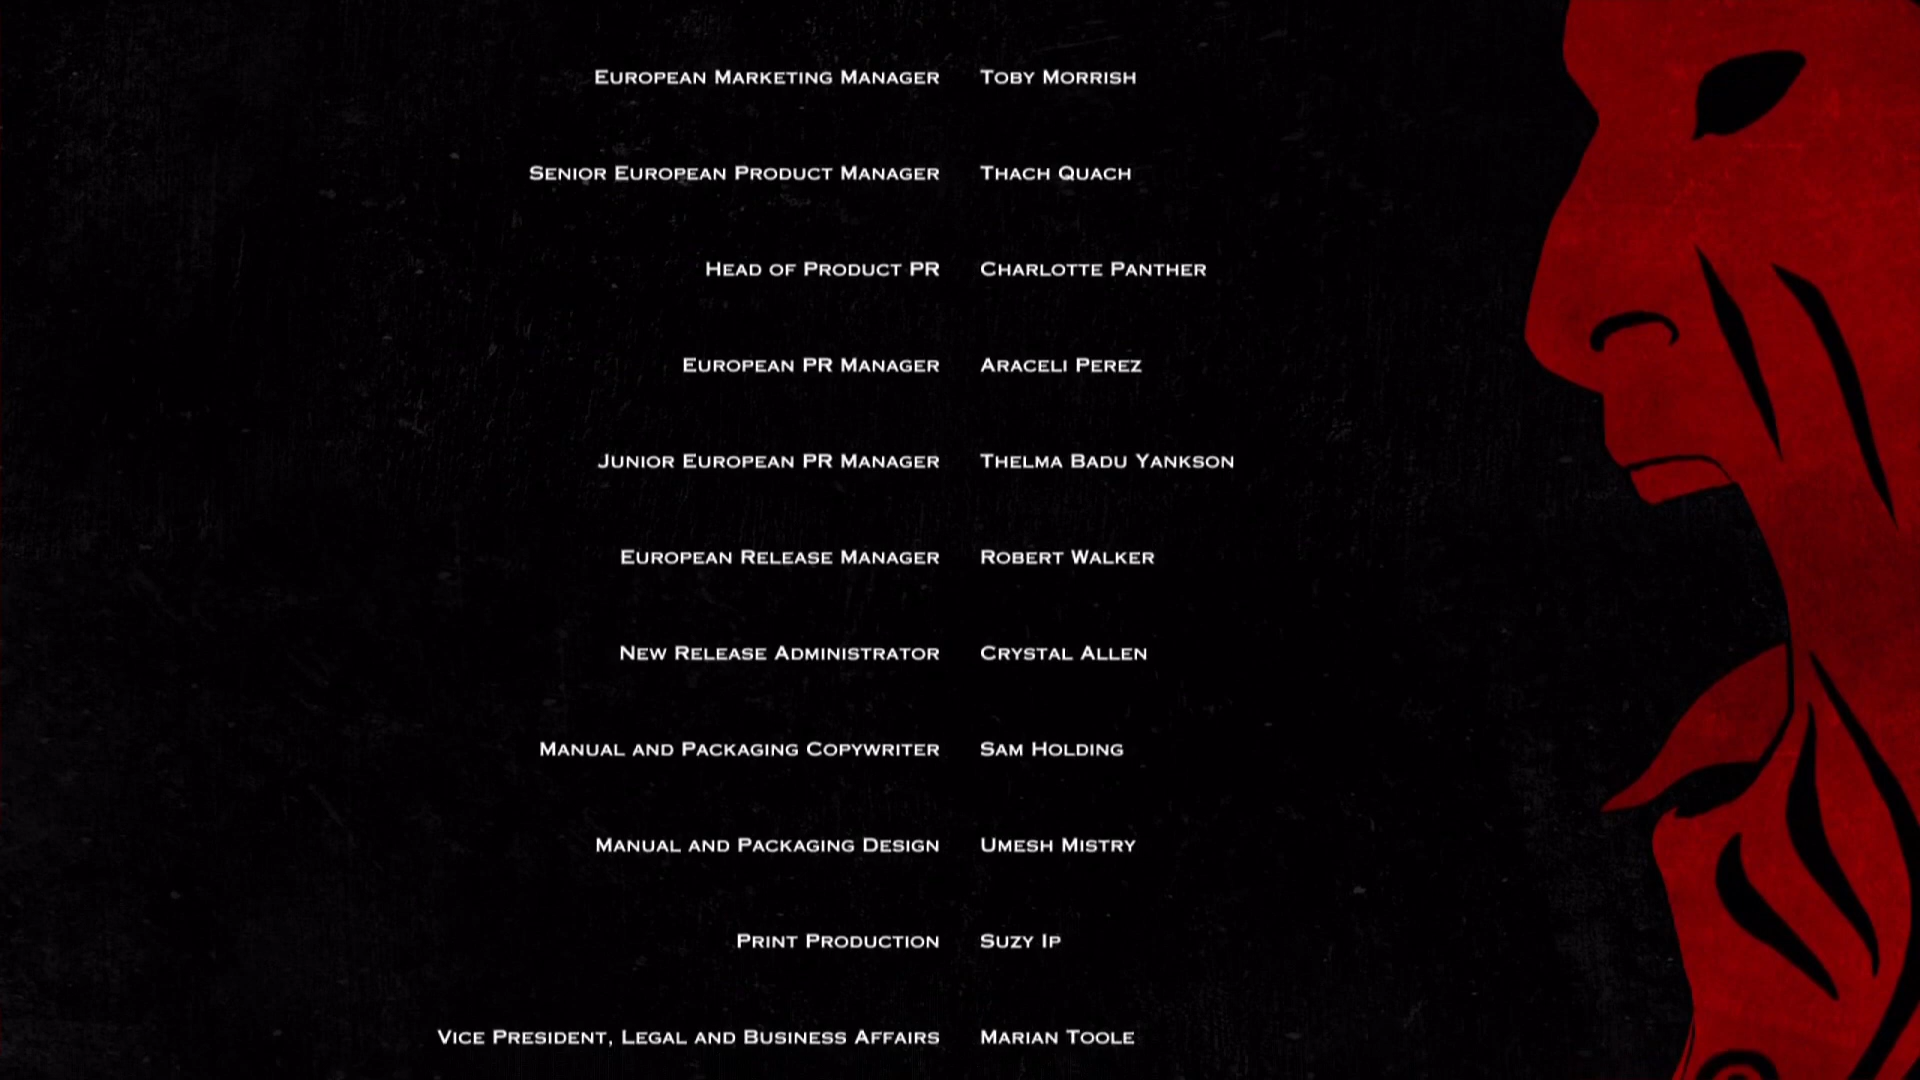 European Marketing Manager Toby Morrish
Senior European Product Manager Thach Quach
Head of Product PR Charlotte Panther
European PR Manager Araceli Perez
Junior European PR Manager Thelma Badu Yankson
European Release Manager Robert Walker
New Release Administrator Crystal Allen
Manual and Packaging Copywriter Sam Holding
Manual and Packaging Design Umesh Mistry
Print Production Suzy Ip
Vice President, Legal and Business Affairs Marian Toole